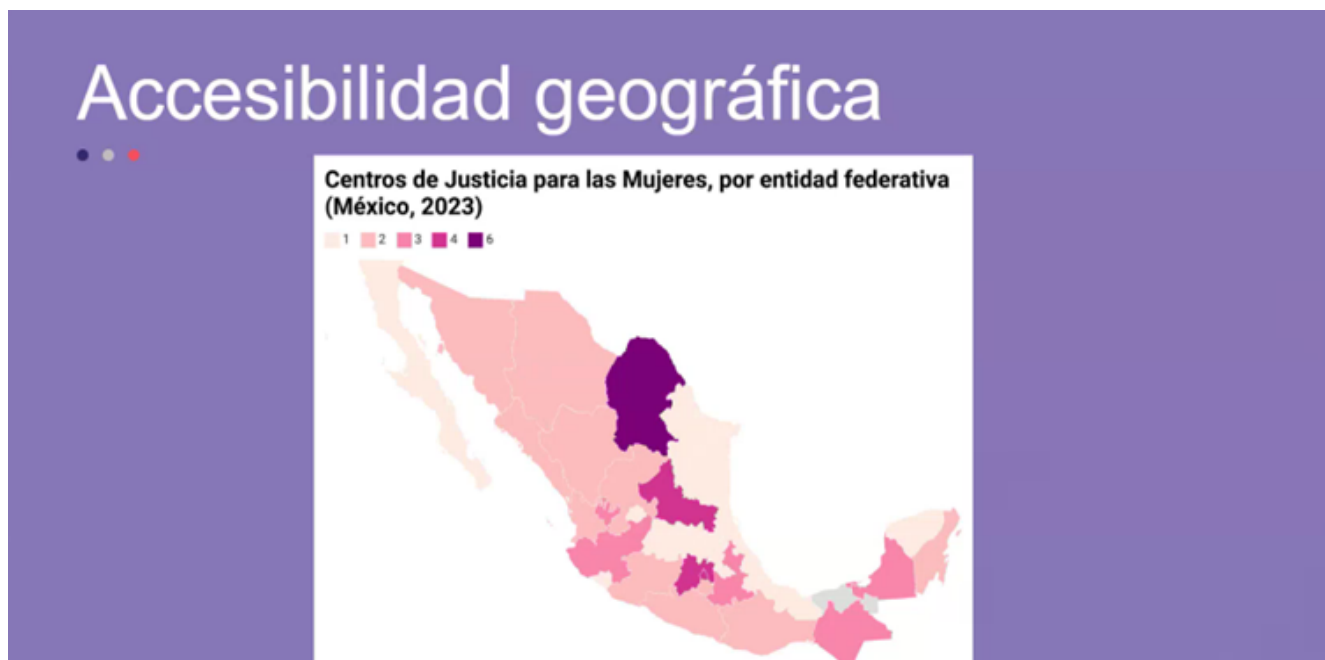 Accesibilidad geográfica
Centros de Justicia para las Mujeres, por entidad federativa
(México, 2023)
1 2 3 4 6